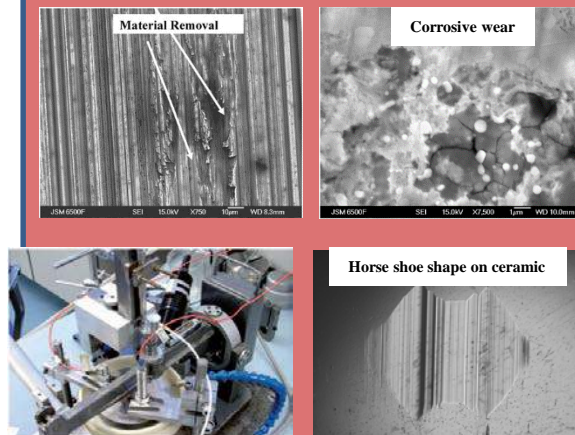 Material Removal
JSM 6500F SEI 15.0kV X750 10μm WD 8.3mm
Corrosive wear
JSM 6500F SEI 15.0kV X7,500 1μm WD 10.0mm
Horse shoe shape on ceramic